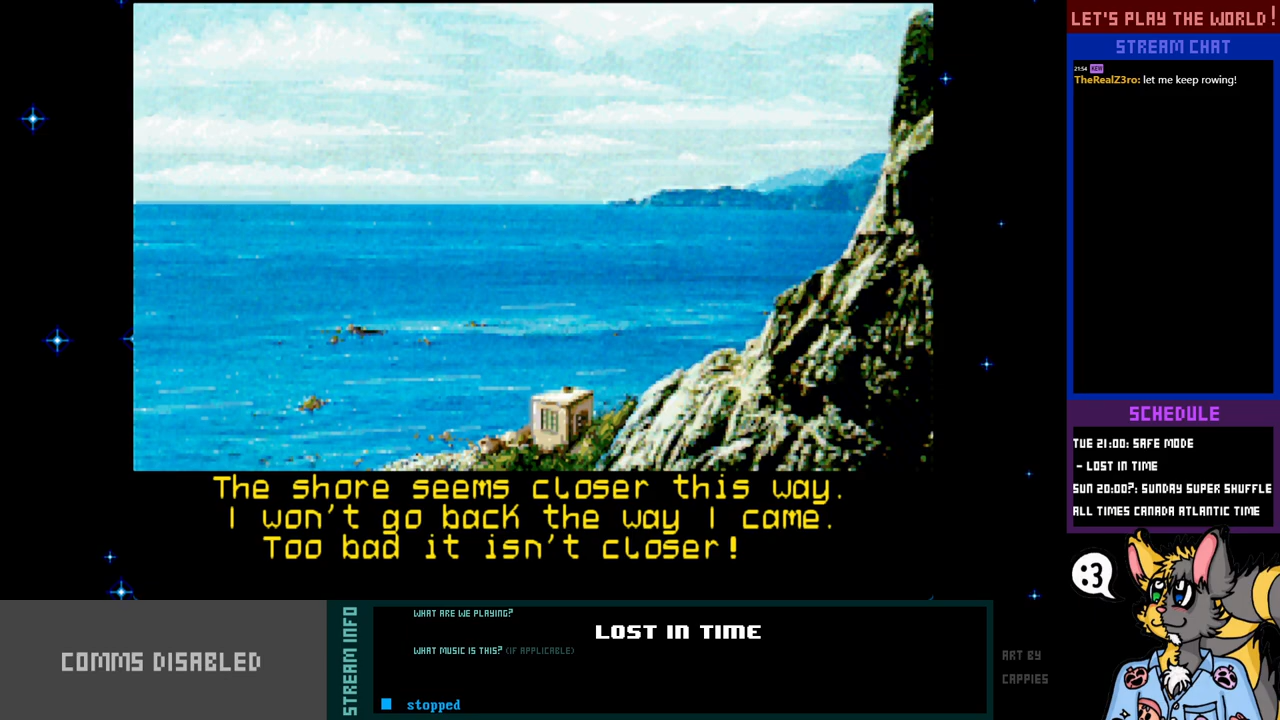 The shore seems closer this way.
I won't go back the way I came.
Too bad it isn't closer!
LET'S PLAY THE WORLD!
STREAM CHAT
21:54 KEW
TheRealZ3ro: let me keep rowing!
SCHEDULE
TUE 21:00: SAFE MODE
- LOST IN TIME
SUN 20:00?: SUNDAY SUPER SHUFFLE
ALL TIMES CANADA ATLANTIC TIME
:3
COMMS DISABLED
STREAM INFO
WHAT ARE WE PLAYING?
LOST IN TIME
WHAT MUSIC IS THIS? (IF APPLICABLE)
stopped
ART BY
CAPPIES